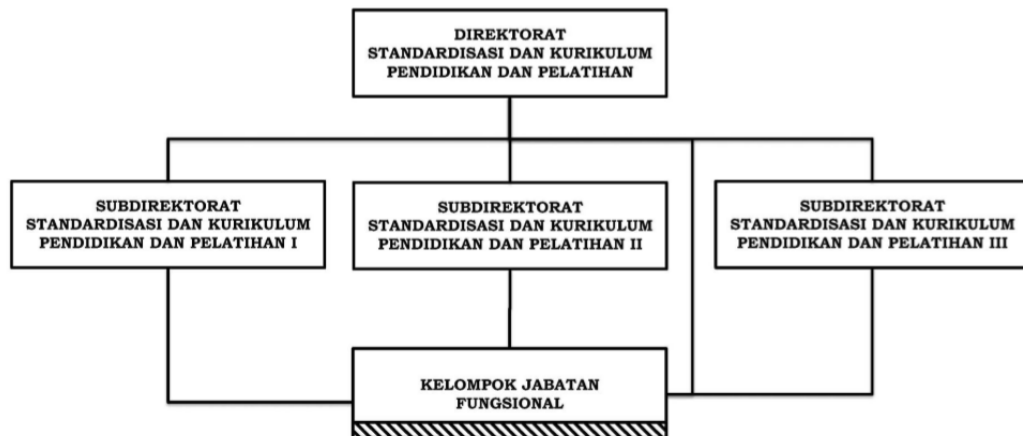 DIREKTORAT
STANDARDISASI DAN KURIKULUM
PENDIDIKAN DAN PELATIHAN
SUBDIREKTORAT
STANDARDISASI DAN KURIKULUM
PENDIDIKAN DAN PELATIHAN I
SUBDIREKTORAT
STANDARDISASI DAN KURIKULUM
PENDIDIKAN DAN PELATIHAN II
SUBDIREKTORAT
STANDARDISASI DAN KURIKULUM
PENDIDIKAN DAN PELATIHAN III
KELOMPOK JABATAN
FUNGSIONAL